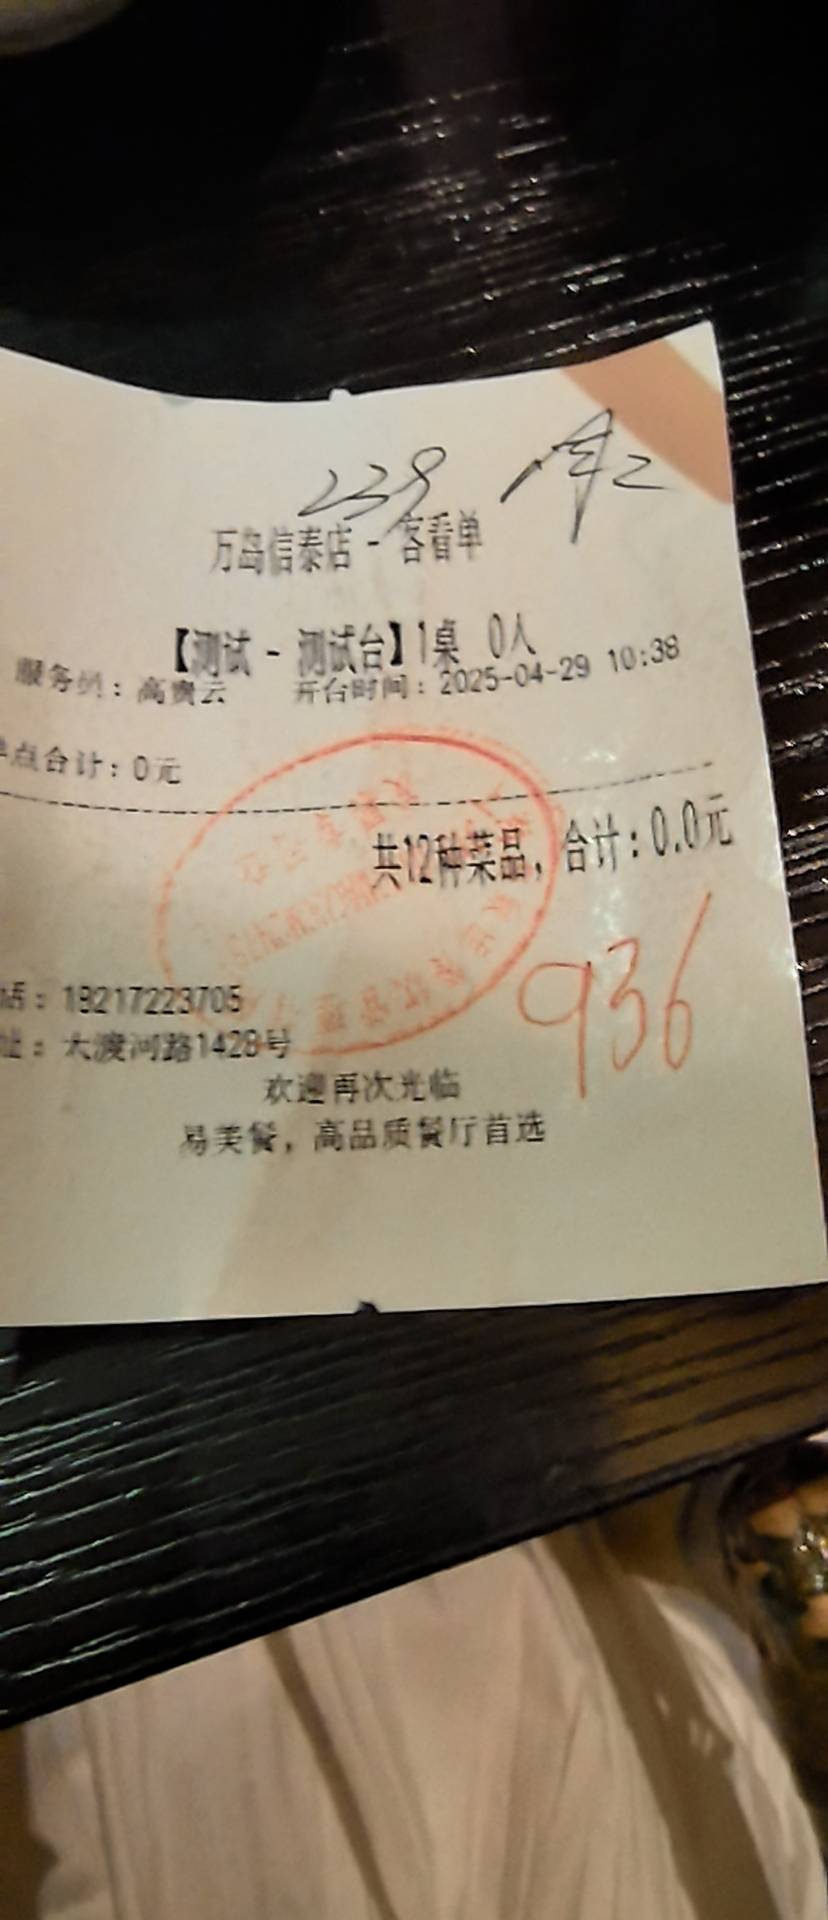 239 周二
万岛信泰店 - 客看单
【测试 - 测试台】1桌 0人
服务员：高贵云 开台时间：2025-04-29 10:38
单点合计：0元
共12种菜品，合计：0.0元
936
话：19217223705
址：大渡河路1428号
欢迎再次光临
易美餐，高品质餐厅首选